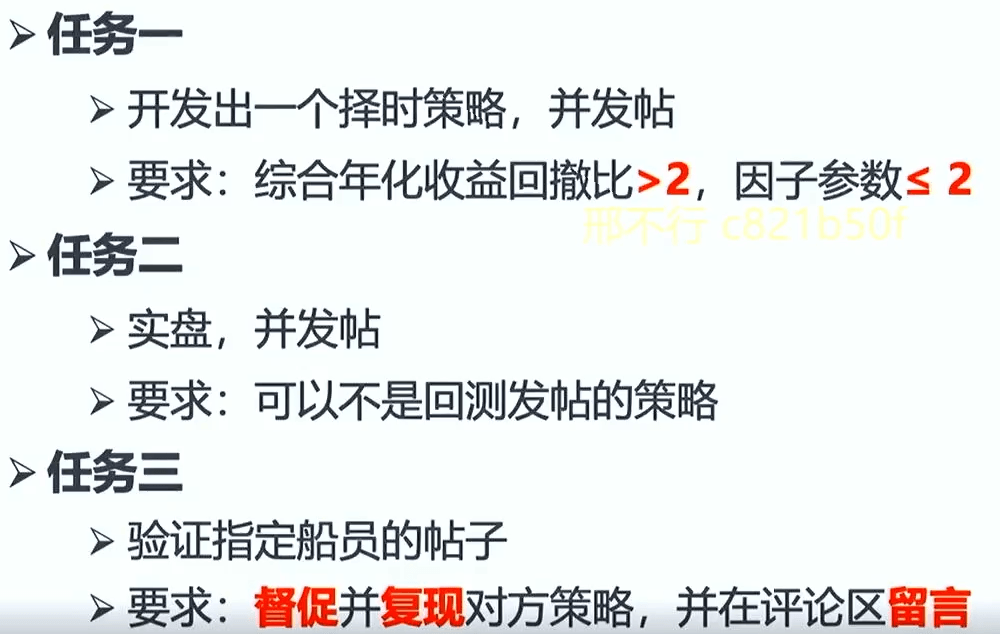 任务一
开发出一个择时策略，并发帖
要求：综合年化收益回撤比>2，因子参数≤ 2
邢不行 c821b50f
任务二
实盘，并发帖
要求：可以不是回测发帖的策略
任务三
验证指定船员的帖子
要求：督促并复现对方策略，并在评论区留言